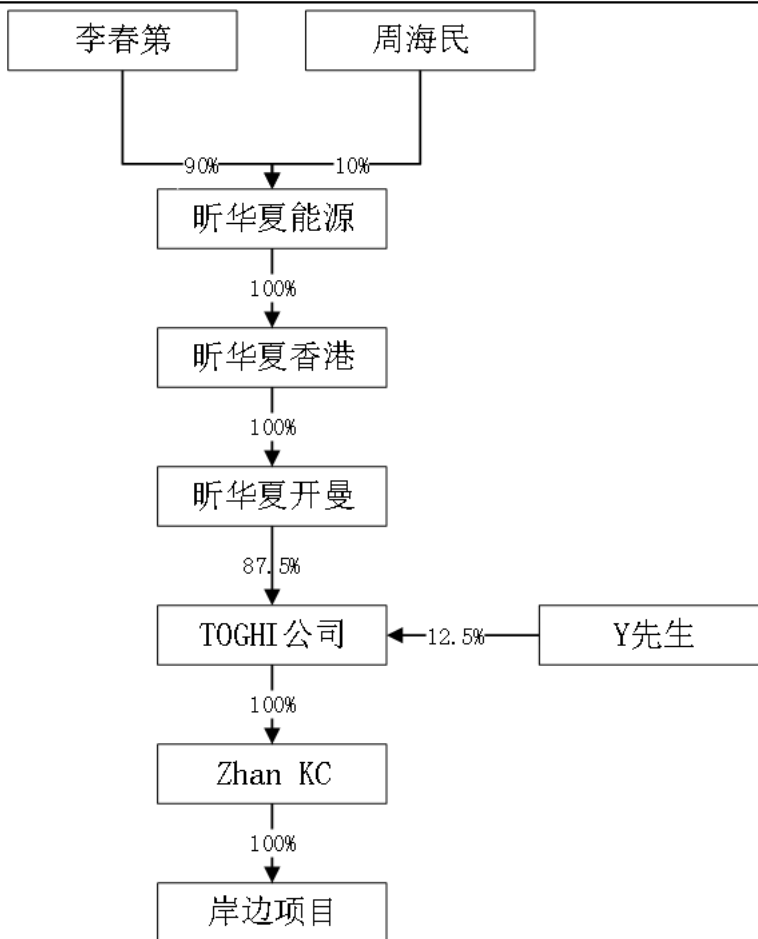 李春第
周海民
90%
10%
昕华夏能源
100%
昕华夏香港
100%
昕华夏开曼
87.5%
TOGHI公司
12.5%
Y先生
100%
Zhan KC
100%
岸边项目